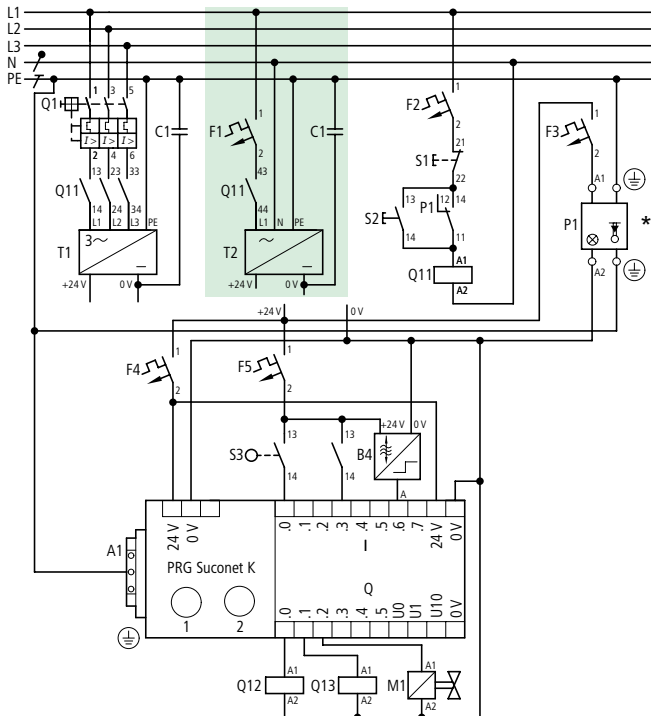 L1
L2
L3
N
PE
Q1
1 3 5
I > I > I >
2 4 6
13 23 33
Q11
14 24 34
L1 L2 L3 PE
C1
T1
3~
+24 V 0 V
1
F1
2
43
Q11
44
L1 N PE
C1
T2
~
+24 V 0 V
1
F2
2
21
S1 E
22
13 12 14
S2 P1
14 11
A1
Q11
A2
1
F3
2
A1
P1 *
A2
+24 V 0 V
1
F4
2
1
F5
2
13
S3
14
13
14
+24 V 0 V
B4
A
24 V 0 V
.0 .1 .2 .3 .4 .5 .6 .7 24 V 0 V
I
A1
PRG Suconet K
1 2
Q
.0 .1 .2 .3 .4 .5 U0 U1 U10 0 V
A1
Q12
A2
A1
Q13
A2
A1
M1
A2